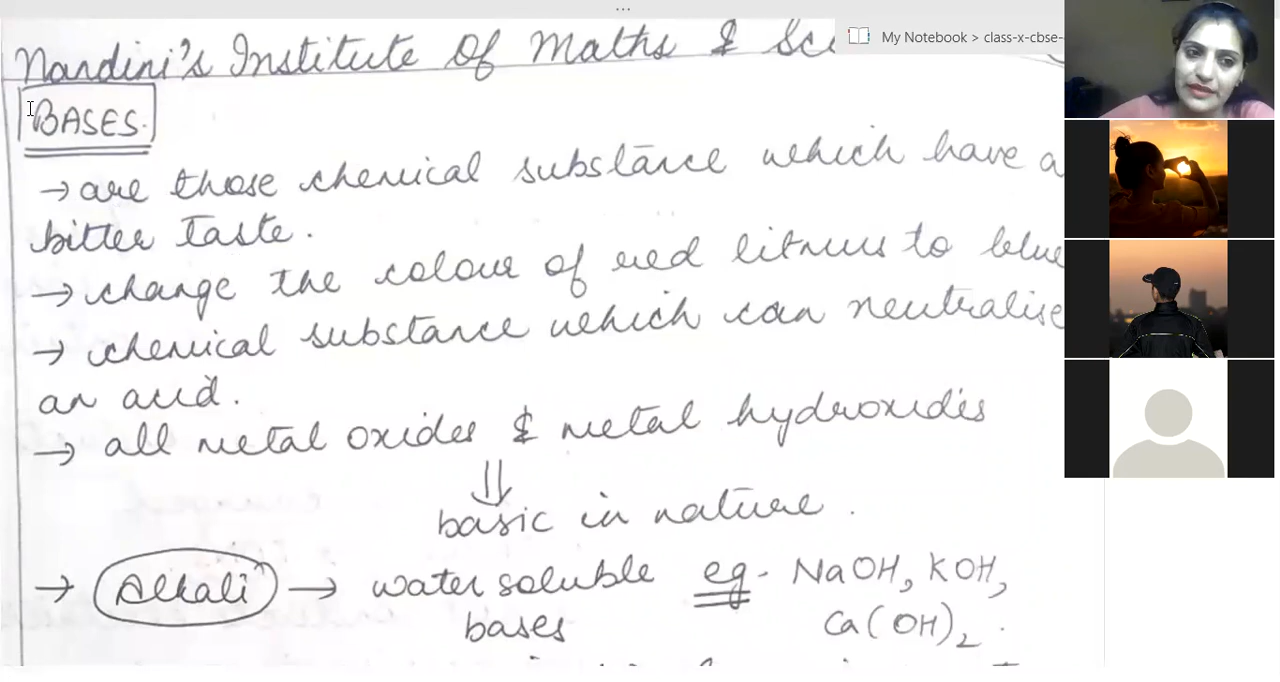 ...
My Notebook > class-x-cbse-
Nandini's Institute Of Maths & Sc
BASES.
→ are those chemical substance which have a
bitter taste.
→ change the colour of red litmus to blue
→ chemical substance which can neutralise
an acid.
→ all metal oxides & metal hydroxides
⇓
basic in nature.
→ Alkali → water soluble eg- NaOH, KOH,
bases Ca(OH)₂.